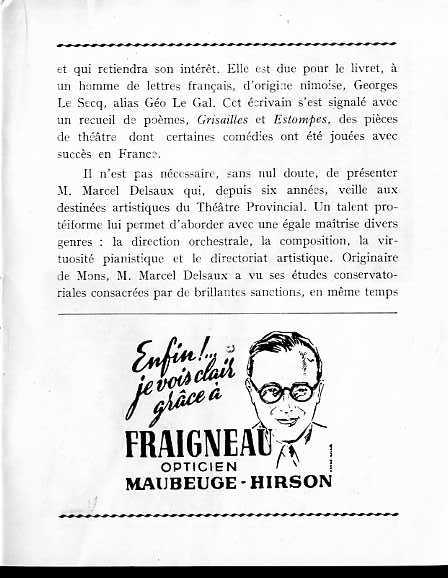 et qui retiendra son intérêt. Elle est due pour le livret, à
un homme de lettres français, d'origine nîmoise, Georges
Le Secq, alias Géo Le Gal. Cet écrivain s'est signalé avec
un recueil de poèmes, Grisailles et Estompes, des pièces
de théâtre dont certaines comédies ont été jouées avec
succès en France.
Il n'est pas nécessaire, sans nul doute, de présenter
M. Marcel Delsaux qui, depuis six années, veille aux
destinées artistiques du Théâtre Provincial. Un talent pro-
téiforme lui permet d'aborder avec une égale maîtrise divers
genres : la direction orchestrale, la composition, la vir-
tuosité pianistique et le directoriat artistique. Originaire
de Mons, M. Marcel Delsaux a vu ses études conservato-
riales consacrées par de brillantes sanctions, en même temps
Enfin!...
je vois clair
grâce à
FRAIGNEAU
OPTICIEN
MAUBEUGE - HIRSON